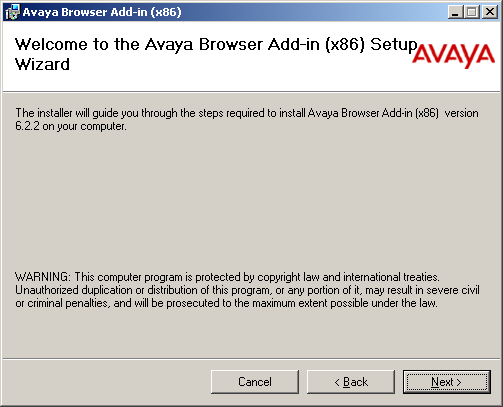 Avaya Browser Add-in (x86)
Welcome to the Avaya Browser Add-in (x86) Setup
Wizard
AVAYA
The installer will guide you through the steps required to install Avaya Browser Add-in (x86) version
6.2.2 on your computer.
WARNING: This computer program is protected by copyright law and international treaties.
Unauthorized duplication or distribution of this program, or any portion of it, may result in severe civil
or criminal penalties, and will be prosecuted to the maximum extent possible under the law.
Cancel
< Back
Next >